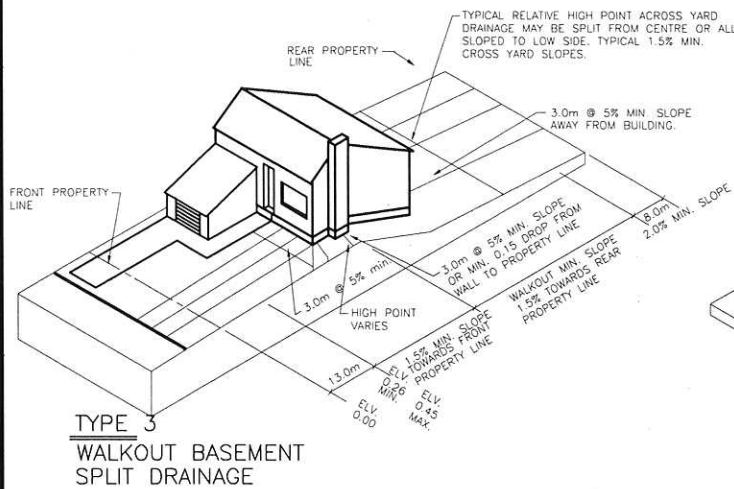 TYPICAL RELATIVE HIGH POINT ACROSS YARD
DRAINAGE MAY BE SPLIT FROM CENTRE OR ALL
SLOPED TO LOW SIDE. TYPICAL 1.5% MIN.
CROSS YARD SLOPES.
REAR PROPERTY
LINE
3.0m @ 5% MIN. SLOPE
AWAY FROM BUILDING.
FRONT PROPERTY
LINE
8.0m
2.0% MIN. SLOPE
3.0m @ 5% MIN. SLOPE
OR MIN. 0.15 DROP FROM
WALL TO PROPERTY LINE
WALKOUT MIN. SLOPE
1.5% TOWARDS REAR
PROPERTY LINE
3.0m @ 5% min.
HIGH POINT
VARIES
13.0m
1.5% MIN. SLOPE
TOWARDS FRONT
PROPERTY LINE
ELV.
0.26
MIN.
ELV.
0.45
MAX.
ELV.
0.00
TYPE 3
WALKOUT BASEMENT
SPLIT DRAINAGE